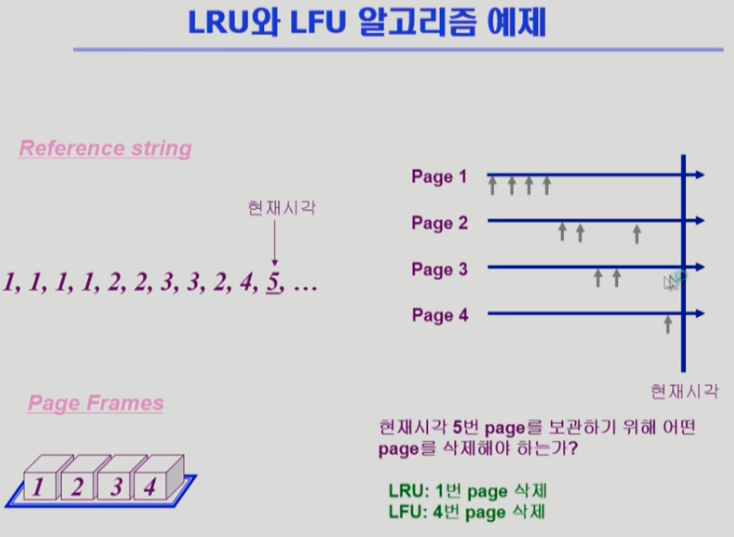 LRU와 LFU 알고리즘 예제
Reference string
현재시각
1, 1, 1, 1, 2, 2, 3, 3, 2, 4, 5, ...
Page Frames
1 2 3 4
Page 1
Page 2
Page 3
Page 4
현재시각
현재시각 5번 page를 보관하기 위해 어떤
page를 삭제해야 하는가?
LRU: 1번 page 삭제
LFU: 4번 page 삭제